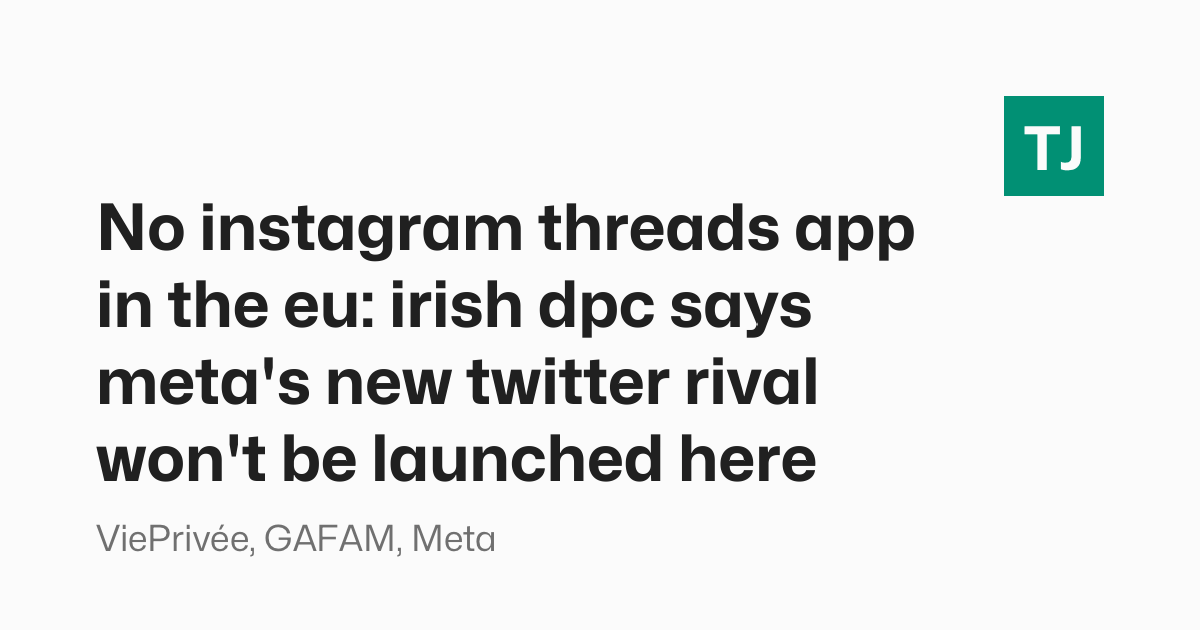 TJ
No instagram threads app
in the eu: irish dpc says
meta's new twitter rival
won't be launched here
ViePrivée, GAFAM, Meta